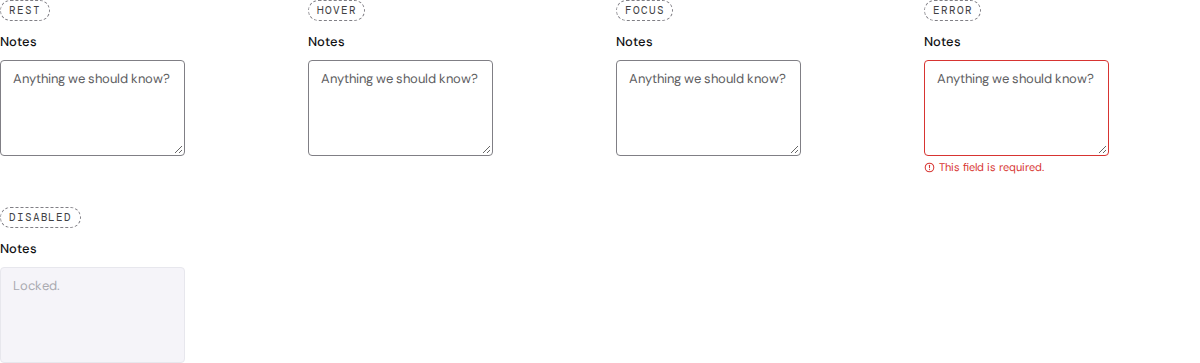 REST
HOVER
FOCUS
ERROR
Notes
Notes
Notes
Notes
Anything we should know?
Anything we should know?
Anything we should know?
Anything we should know?
This field is required.
DISABLED
Notes
Locked.